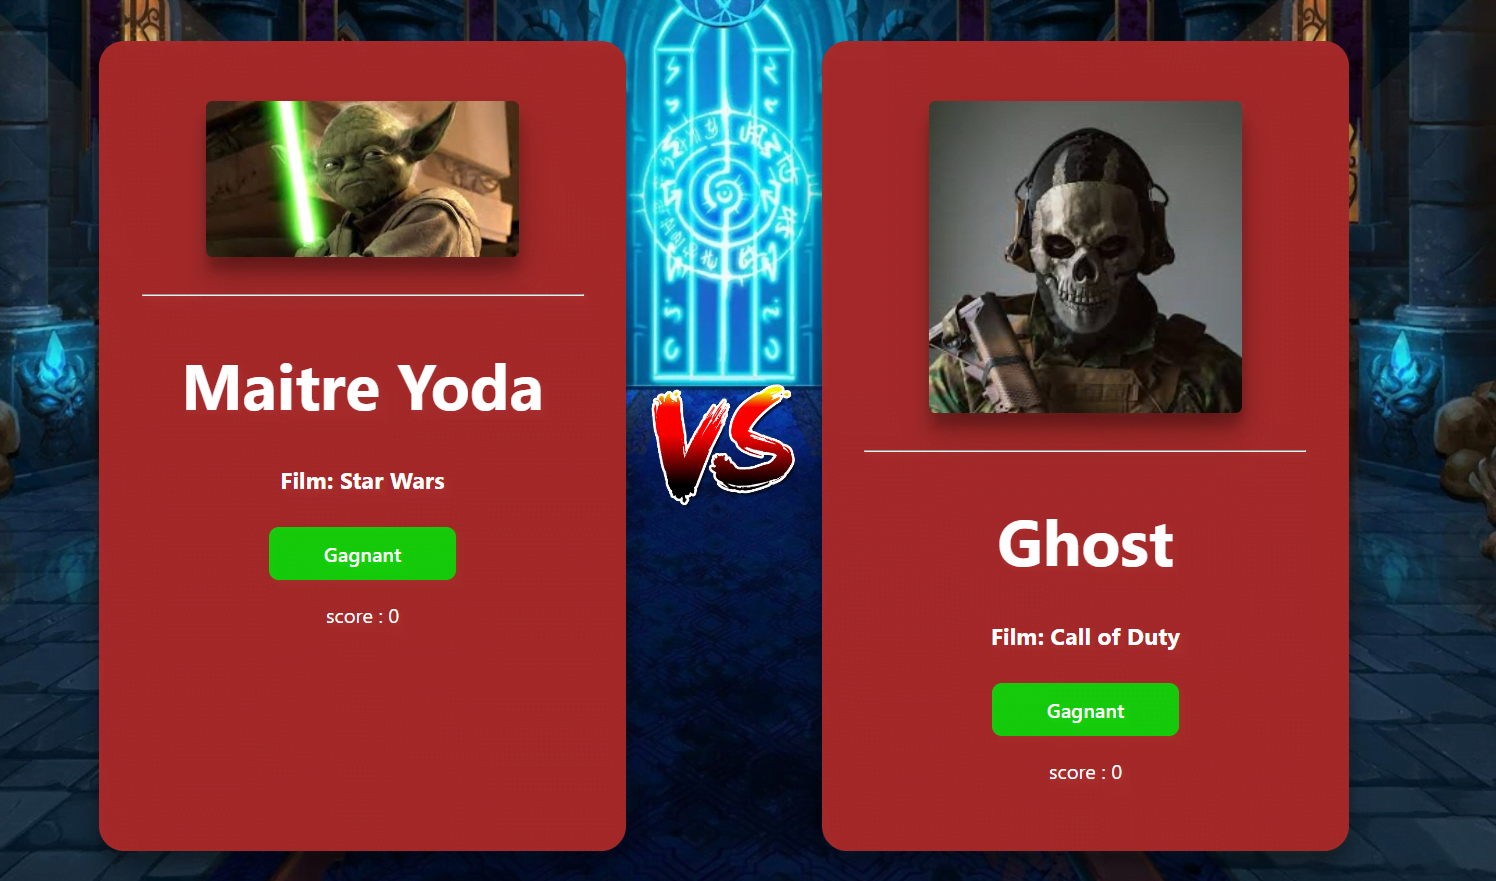 Maitre Yoda
Film: Star Wars
Gagnant
score : 0
VS
Ghost
Film: Call of Duty
Gagnant
score : 0